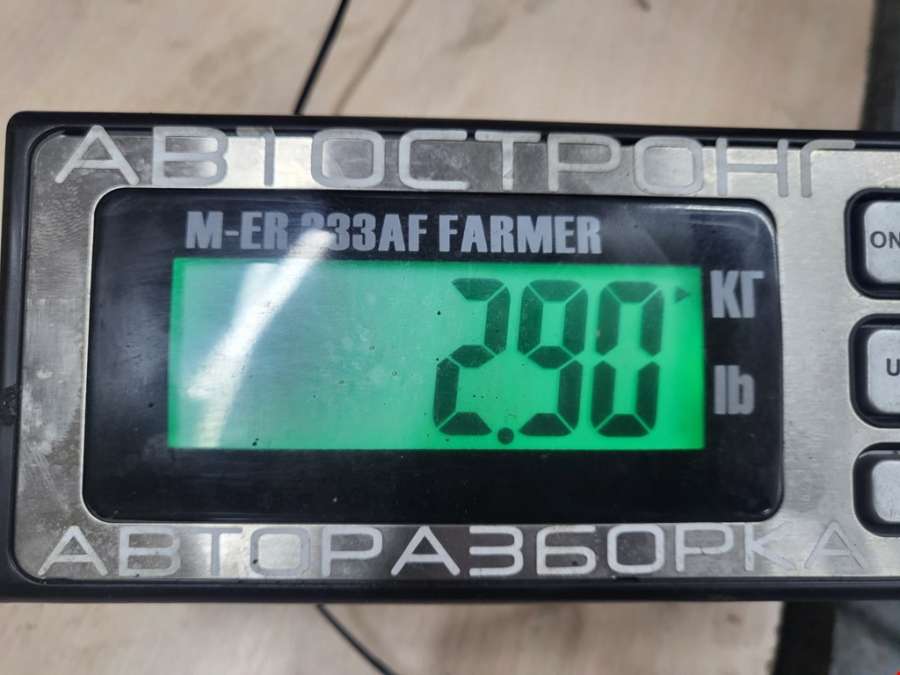 АВТОСТРОНГ
M-ER 333AF FARMER
2.90
КГ
lb
ON
U
АВТОРАЗБОРКА